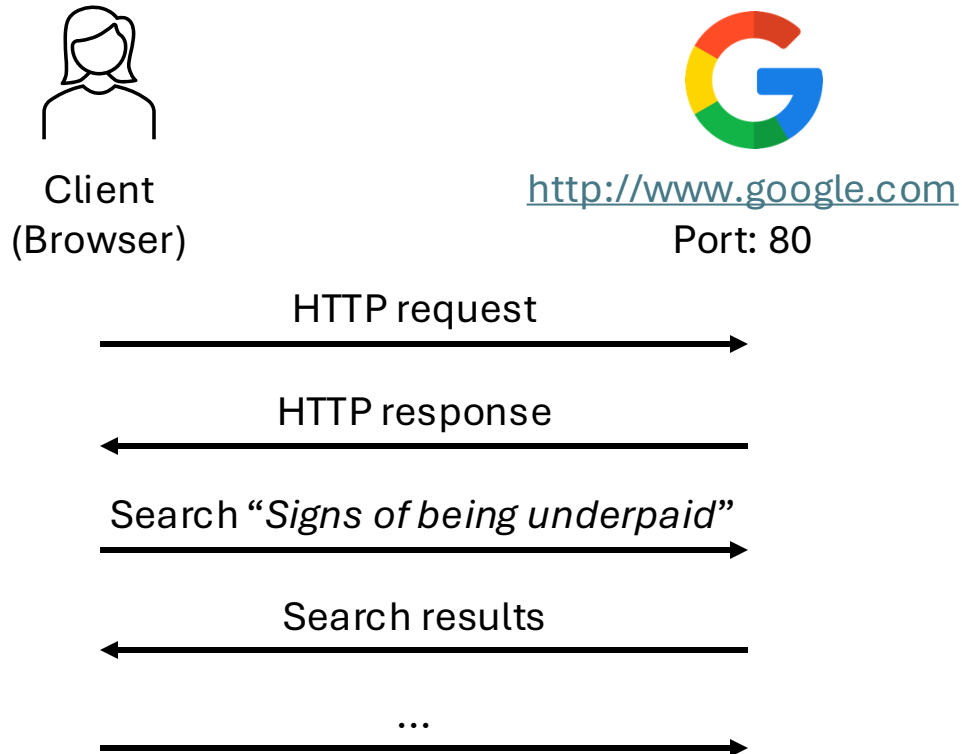 Client
(Browser)
http://www.google.com
Port: 80
HTTP request
HTTP response
Search “Signs of being underpaid”
Search results
...